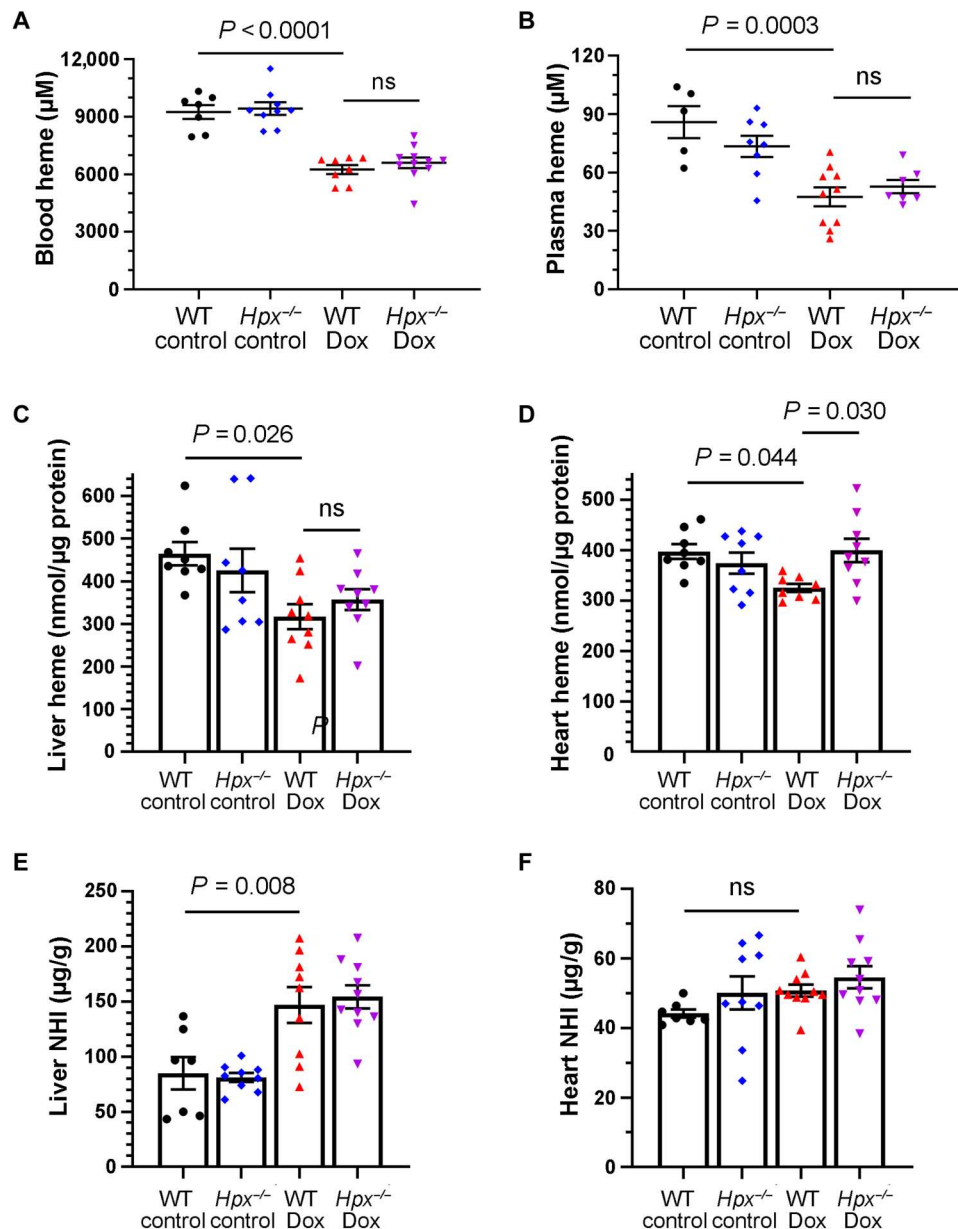 A
P < 0.0001
ns
Blood heme (µM)
12,000
9000
6000
3000
0
WT control
Hpx⁻/⁻ control
WT Dox
Hpx⁻/⁻ Dox
B
P = 0.0003
ns
Plasma heme (µM)
120
90
60
30
0
WT control
Hpx⁻/⁻ control
WT Dox
Hpx⁻/⁻ Dox
C
P = 0.026
ns
Liver heme (nmol/µg protein)
600
500
400
300
200
100
0
P
WT control
Hpx⁻/⁻ control
WT Dox
Hpx⁻/⁻ Dox
D
P = 0.030
P = 0.044
Heart heme (nmol/µg protein)
500
400
300
200
100
0
WT control
Hpx⁻/⁻ control
WT Dox
Hpx⁻/⁻ Dox
E
P = 0.008
Liver NHI (µg/g)
250
200
150
100
50
0
WT control
Hpx⁻/⁻ control
WT Dox
Hpx⁻/⁻ Dox
F
ns
Heart NHI (µg/g)
80
60
40
20
0
WT control
Hpx⁻/⁻ control
WT Dox
Hpx⁻/⁻ Dox